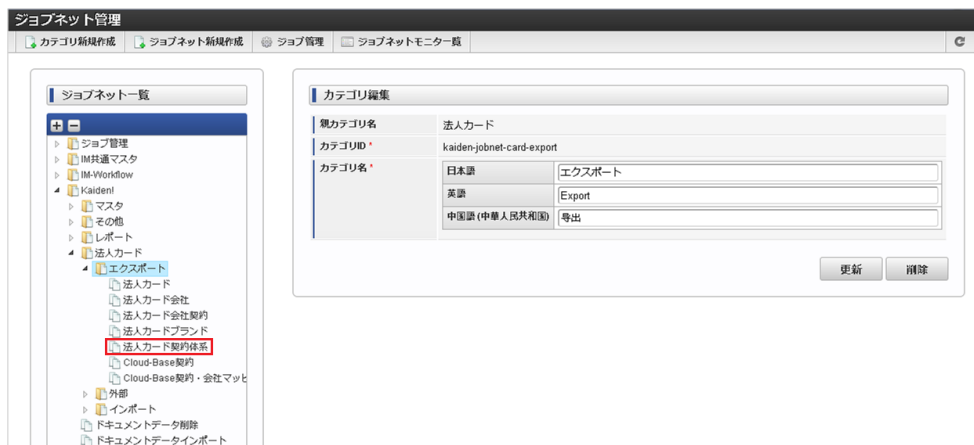 ジョブネット管理
カテゴリ新規作成 ジョブネット新規作成 ジョブ管理 ジョブネットモニター覧
ジョブネット一覧
ジョブ管理
IM共通マスタ
IM-Workflow
Kaiden!
マスタ
その他
レポート
法人カード
エクスポート
法人カード
法人カード会社
法人カード会社契約
法人カードブランド
法人カード契約体系
Cloud-Base契約
Cloud-Base契約・会社マッピ
外部
インポート
ドキュメントデータ削除
ドキュメントデータインポート
カテゴリ編集
親カテゴリ名 法人カード
カテゴリID * kaiden-jobnet-card-export
カテゴリ名 *
日本語 エクスポート
英語 Export
中国語 (中華人民共和国) 导出
更新 削除